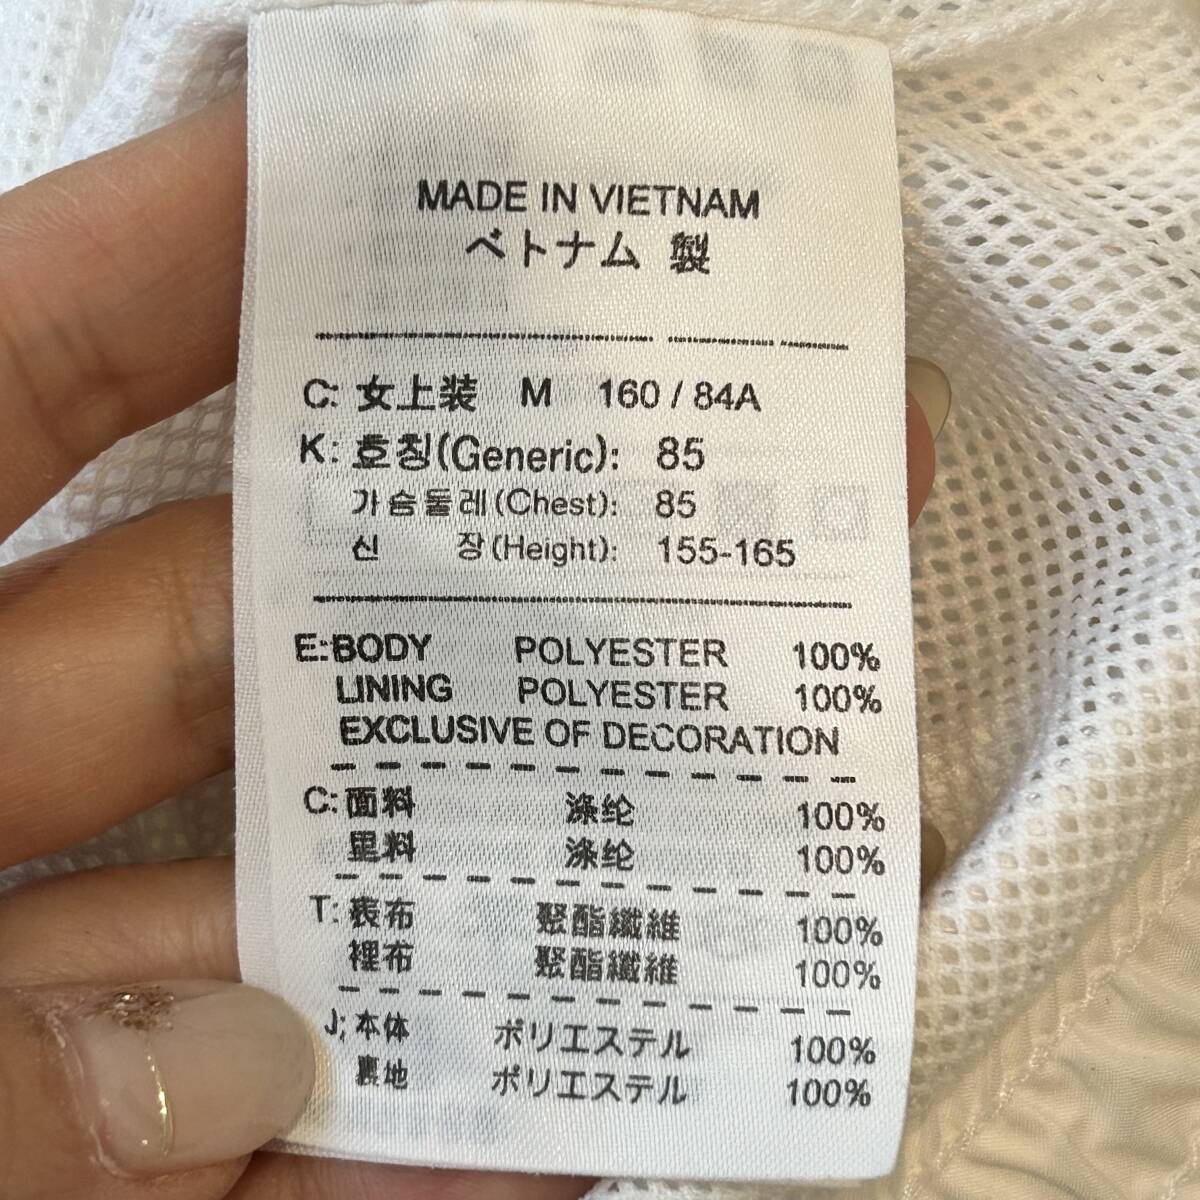 MADE IN VIETNAM
ベトナム 製
C: 女上装 M 160 / 84A
K: 호칭(Generic): 85
가슴둘레(Chest): 85
신 장(Height): 155-165
E:BODY POLYESTER 100%
LINING POLYESTER 100%
EXCLUSIVE OF DECORATION
C: 面料 涤纶 100%
里料 涤纶 100%
T: 表布 聚酯纖維 100%
裡布 聚酯纖維 100%
J; 本体 ポリエステル 100%
裏地 ポリエステル 100%